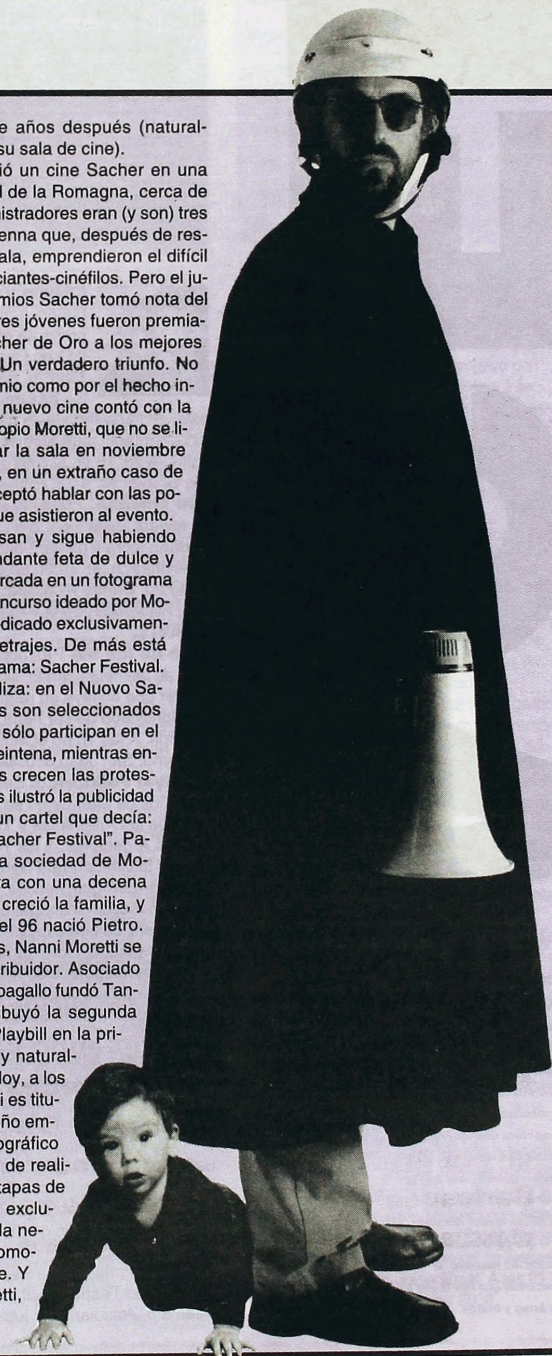 e años después (natural-
su sala de cine).
ió un cine Sacher en una
l de la Romagna, cerca de
nistradores eran (y son) tres
enna que, después de res-
ala, emprendieron el difícil
ciantes-cinéfilos. Pero el ju-
mios Sacher tomó nota del
res jóvenes fueron premia-
cher de Oro a los mejores
Un verdadero triunfo. No
nio como por el hecho in-
nuevo cine contó con la
opio Moretti, que no se li-
ar la sala en noviembre
, en un extraño caso de
ceptó hablar con las po-
ue asistieron al evento.
san y sigue habiendo
ndante feta de dulce y
arcada en un fotograma
ncurso ideado por Mo-
dicado exclusivamen-
etrajes. De más está
ama: Sacher Festival.
liza: en el Nuovo Sa-
s son seleccionados
sólo participan en el
eintena, mientras en-
s crecen las protes-
s ilustró la publicidad
un cartel que decía:
acher Festival". Pa-
a sociedad de Mo-
ta con una decena
creció la familia, y
el 96 nació Pietro.
s, Nanni Moretti se
ribuidor. Asociado
pagallo fundó Tan-
ibuyó la segunda
Playbill en la pri-
y natural-
Hoy, a los
i es titu-
ño em-
ográfico
de reali-
tapas de
exclu-
la ne-
omo-
e. Y
etti,